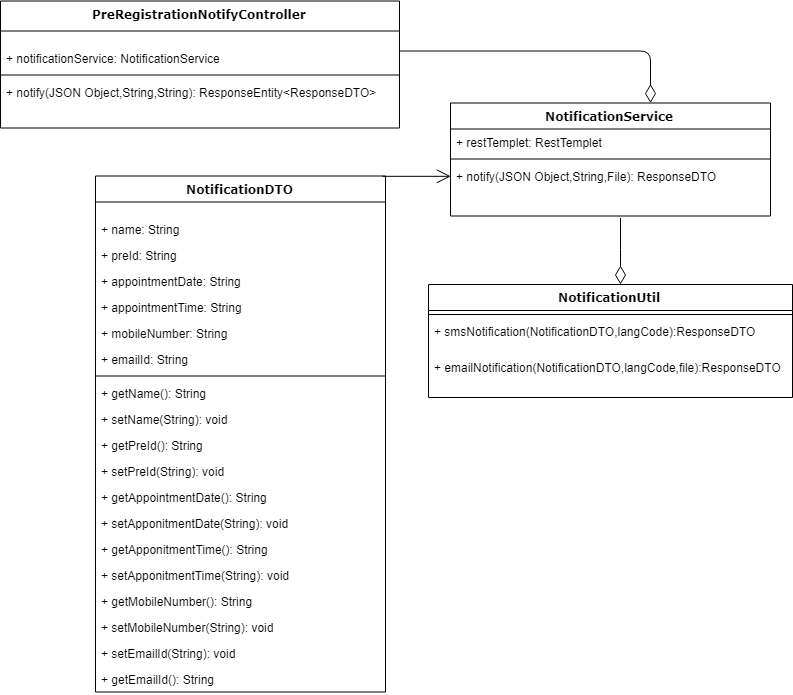 PreRegistrationNotifyController
+ notificationService: NotificationService
+ notify(JSON Object,String,String): ResponseEntity<ResponseDTO>
NotificationService
+ restTemplet: RestTemplet
+ notify(JSON Object,String,File): ResponseDTO
NotificationDTO
+ name: String
+ preId: String
+ appointmentDate: String
+ appointmentTime: String
+ mobileNumber: String
+ emailId: String
+ getName(): String
+ setName(String): void
+ getPreId(): String
+ setPreId(String): void
+ getAppointmentDate(): String
+ setApponitmentDate(String): void
+ getApponitmentTime(): String
+ setApponitmentTime(String): void
+ getMobileNumber(): String
+ setMobileNumber(String): void
+ setEmailId(String): void
+ getEmailId(): String
NotificationUtil
+ smsNotification(NotificationDTO,langCode):ResponseDTO
+ emailNotification(NotificationDTO,langCode,file):ResponseDTO